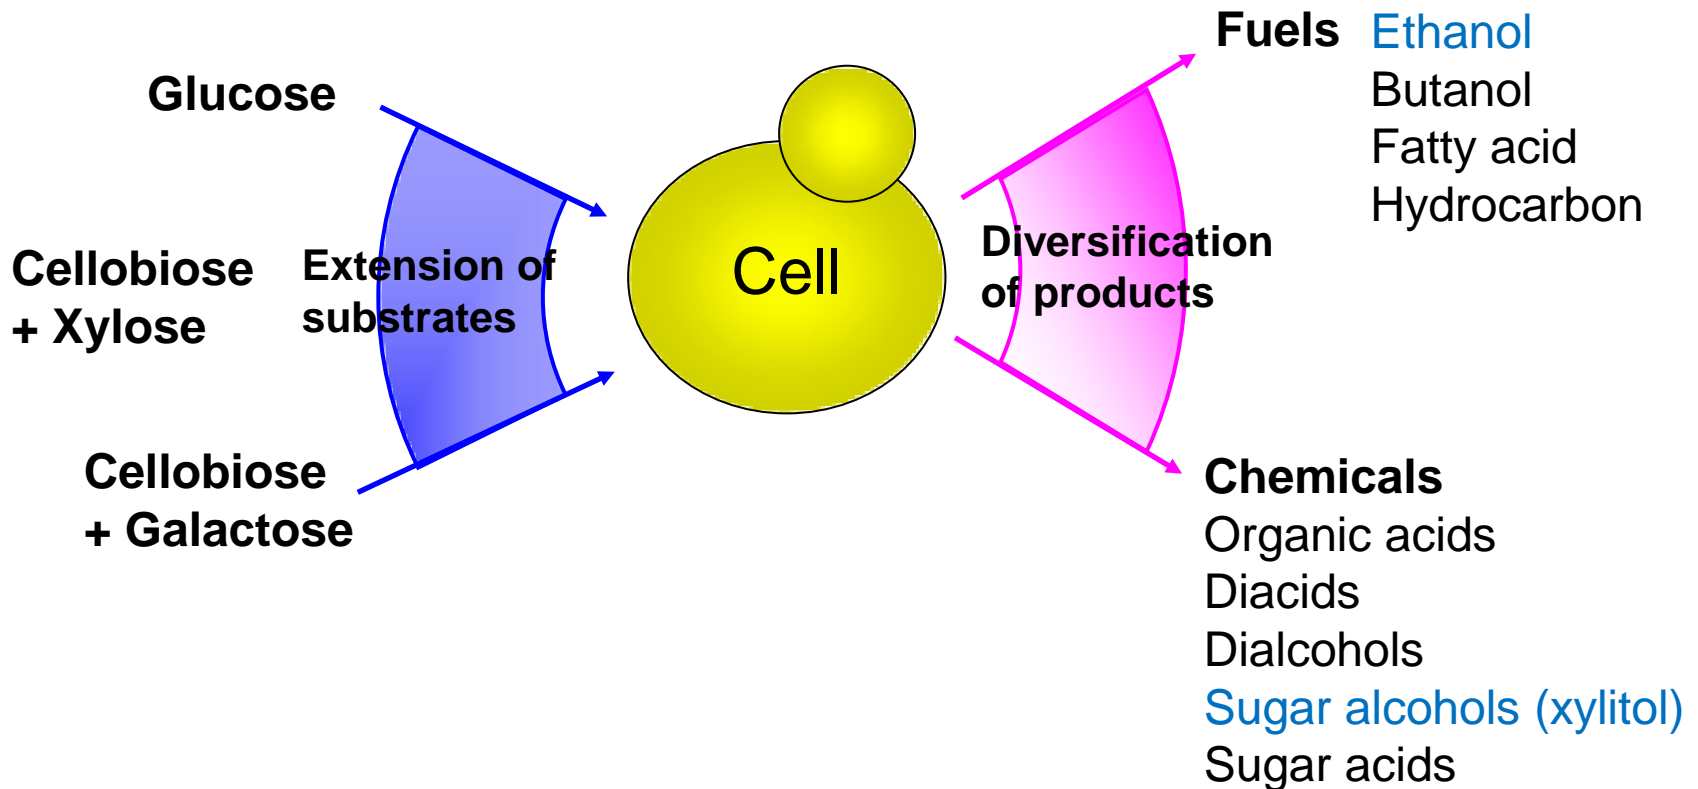 Glucose
Cellobiose
+ Xylose
Cellobiose
+ Galactose
Extension of
substrates
Cell
Diversification
of products
Fuels
Ethanol
Butanol
Fatty acid
Hydrocarbon
Chemicals
Organic acids
Diacids
Dialcohols
Sugar alcohols (xylitol)
Sugar acids